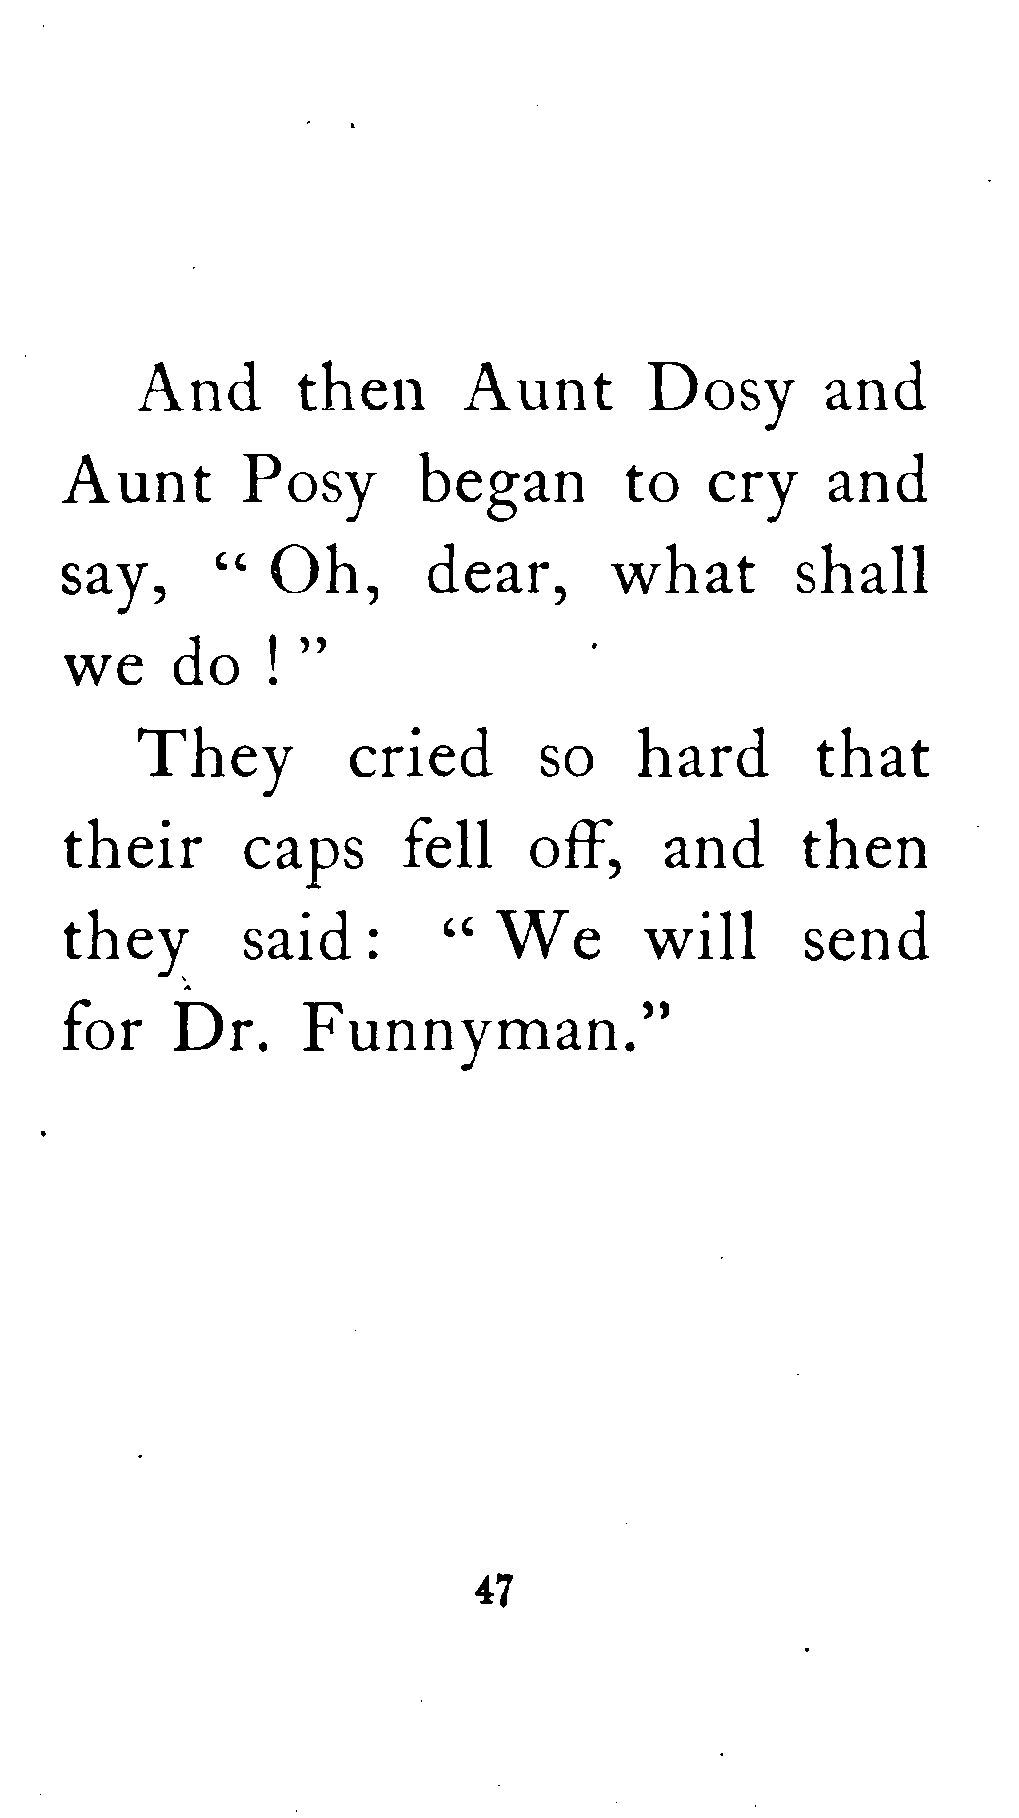 And then Aunt Dosy and
Aunt Posy began to cry and
say, “ Oh, dear, what shall
we do ! ”
They cried so hard that
their caps fell off, and then
they said : “ We will send
for Dr. Funnyman.”
47